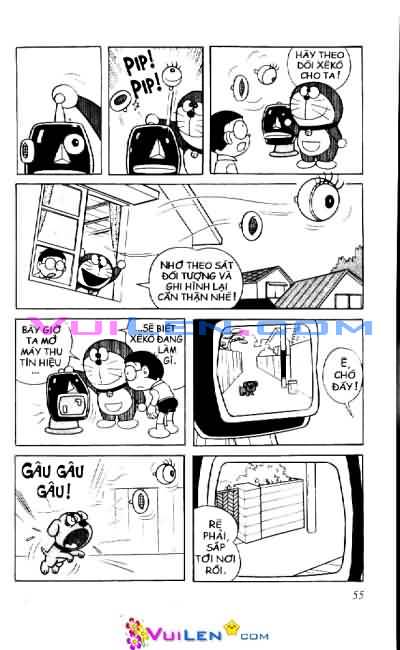 PIP!
PIP!
HÃY THEO
DÕI XÊKÔ
CHO TA!
NHỚ THEO SÁT
ĐỐI TƯỢNG VÀ
GHI HÌNH LẠI
CẨN THẬN NHÉ!
VuiLen.com
BÂY GIỜ
TA MỞ
MÁY THU
TÍN HIỆU
...
...SẼ BIẾT
XÊKÔ ĐANG
LÀM
GÌ.
Ê,
CHÓ
ĐẤY!
GÂU GÂU
GÂU!
RẼ
PHẢI,
SẮP
TỚI NƠI
RỒI.
55
VuiLen.com